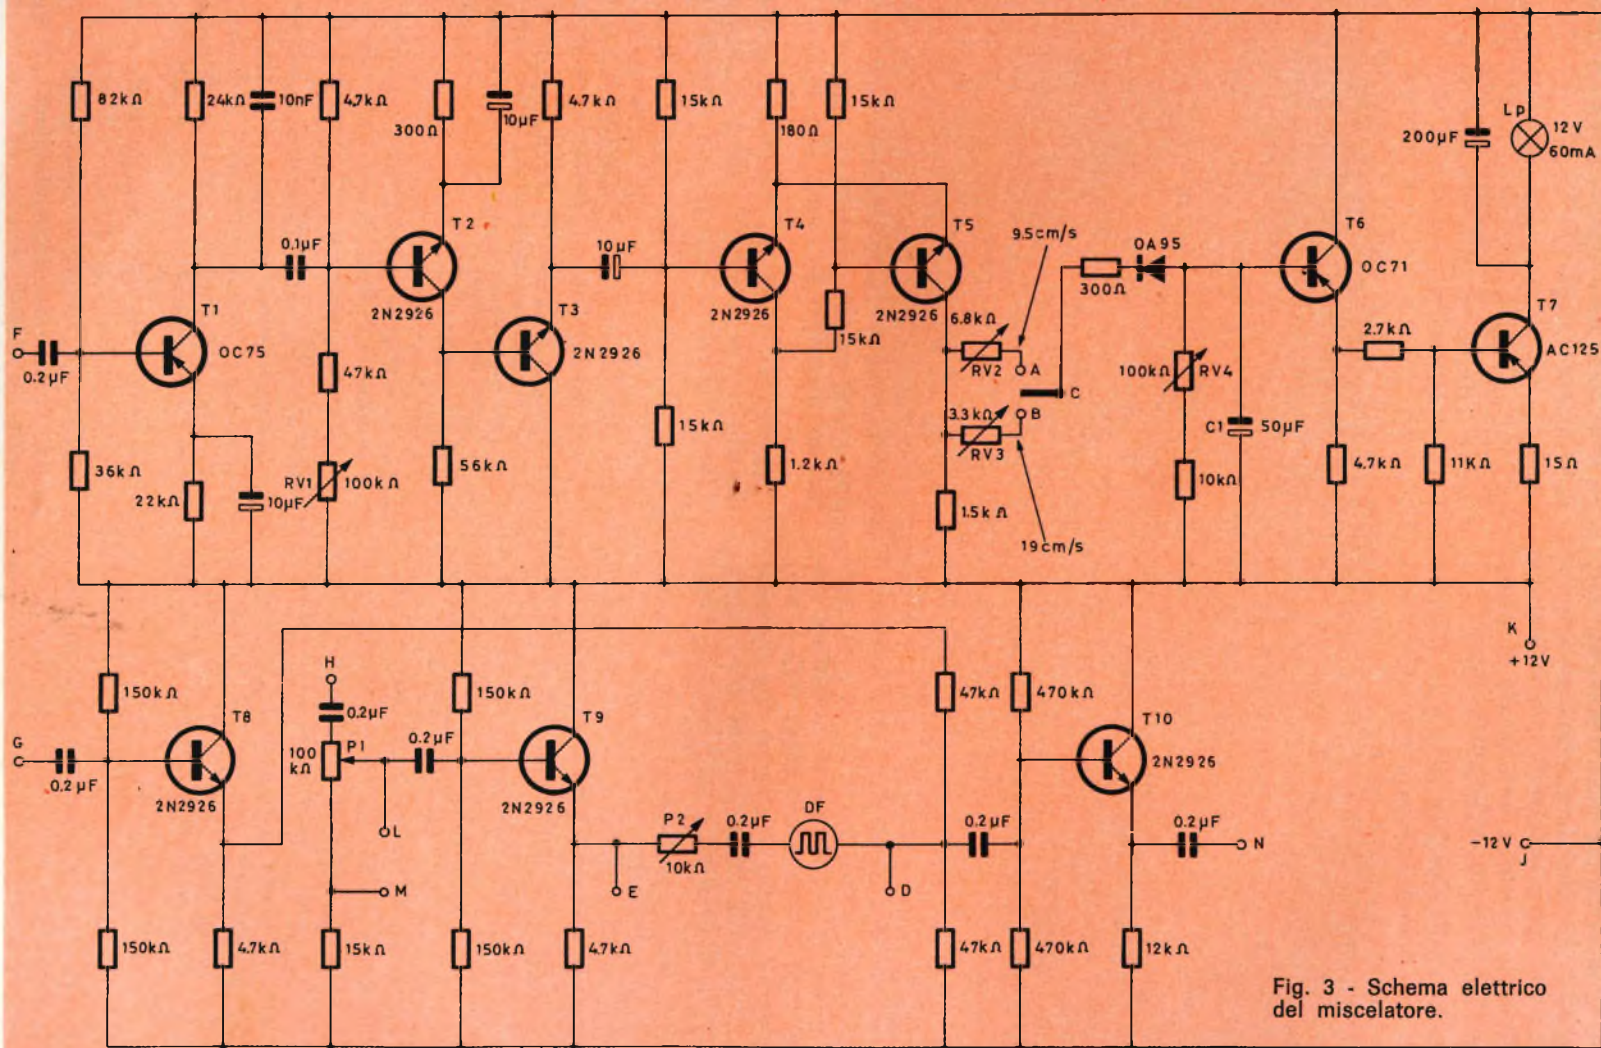 82kΩ
24kΩ
10nF
4.7kΩ
300Ω
10µF
4.7kΩ
15kΩ
180Ω
15kΩ
200µF
Lp
12V
60mA
F
0.2µF
T1
OC75
0.1µF
T2
2N2926
T3
2N2926
10µF
T4
2N2926
15kΩ
T5
2N2926
9.5cm/s
6.8kΩ
RV2
A
C
3.3kΩ
B
RV3
19cm/s
300Ω
OA95
T6
OC71
100kΩ
RV4
C1
50µF
2.7kΩ
T7
AC125
36kΩ
22kΩ
10µF
47kΩ
RV1
100kΩ
56kΩ
15kΩ
1.2kΩ
1.5kΩ
10kΩ
4.7kΩ
11KΩ
15Ω
K
+12V
G
0.2µF
150kΩ
T8
2N2926
H
0.2µF
100
kΩ
P1
0.2µF
L
M
150kΩ
T9
2N2926
E
P2
10kΩ
0.2µF
DF
D
47kΩ
470kΩ
0.2µF
T10
2N2926
0.2µF
N
-12V
J
150kΩ
4.7kΩ
15kΩ
150kΩ
4.7kΩ
47kΩ
470kΩ
12kΩ
Fig. 3 - Schema elettrico
del miscelatore.